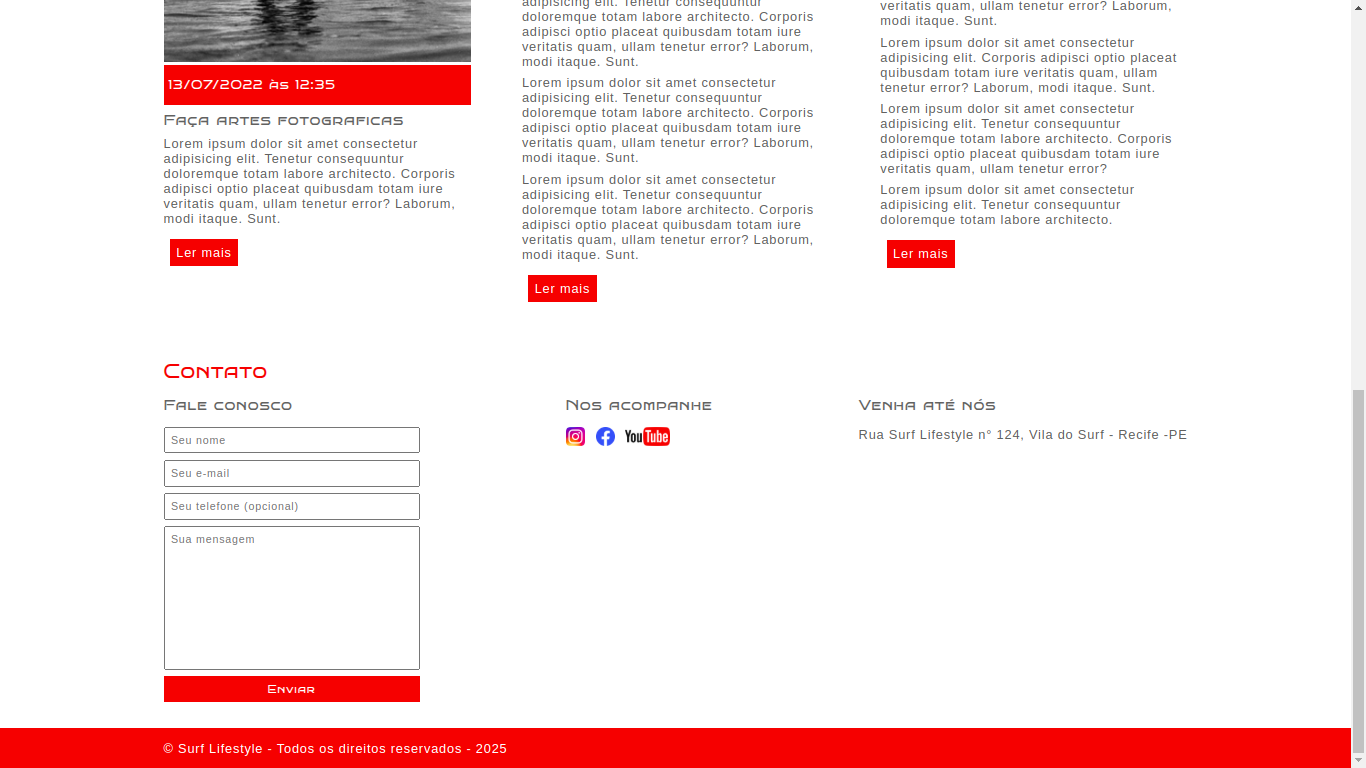 13/07/2022 às 12:35
Faça artes fotograficas
Lorem ipsum dolor sit amet consectetur
adipisicing elit. Tenetur consequuntur
doloremque totam labore architecto. Corporis
adipisci optio placeat quibusdam totam iure
veritatis quam, ullam tenetur error? Laborum,
modi itaque. Sunt.
Ler mais
adipisicing elit. Tenetur consequuntur
doloremque totam labore architecto. Corporis
adipisci optio placeat quibusdam totam iure
veritatis quam, ullam tenetur error? Laborum,
modi itaque. Sunt.
Lorem ipsum dolor sit amet consectetur
adipisicing elit. Tenetur consequuntur
doloremque totam labore architecto. Corporis
adipisci optio placeat quibusdam totam iure
veritatis quam, ullam tenetur error? Laborum,
modi itaque. Sunt.
Lorem ipsum dolor sit amet consectetur
adipisicing elit. Tenetur consequuntur
doloremque totam labore architecto. Corporis
adipisci optio placeat quibusdam totam iure
veritatis quam, ullam tenetur error? Laborum,
modi itaque. Sunt.
Ler mais
veritatis quam, ullam tenetur error? Laborum,
modi itaque. Sunt.
Lorem ipsum dolor sit amet consectetur
adipisicing elit. Corporis adipisci optio placeat
quibusdam totam iure veritatis quam, ullam
tenetur error? Laborum, modi itaque. Sunt.
Lorem ipsum dolor sit amet consectetur
adipisicing elit. Tenetur consequuntur
doloremque totam labore architecto. Corporis
adipisci optio placeat quibusdam totam iure
veritatis quam, ullam tenetur error?
Lorem ipsum dolor sit amet consectetur
adipisicing elit. Tenetur consequuntur
doloremque totam labore architecto.
Ler mais
Contato
Fale conosco
Seu nome
Seu e-mail
Seu telefone (opcional)
Sua mensagem
Enviar
Nos acompanhe
YouTube
Venha até nós
Rua Surf Lifestyle n° 124, Vila do Surf - Recife -PE
© Surf Lifestyle - Todos os direitos reservados - 2025